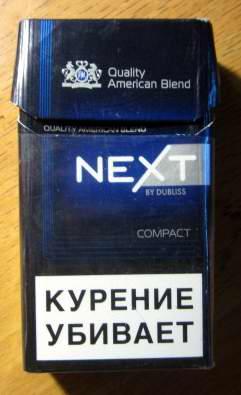 Quality
American Blend
QUALITY AMERICAN BLEND
NEXT
BY DUBLISS
COMPACT
КУРЕНИЕ
УБИВАЕТ